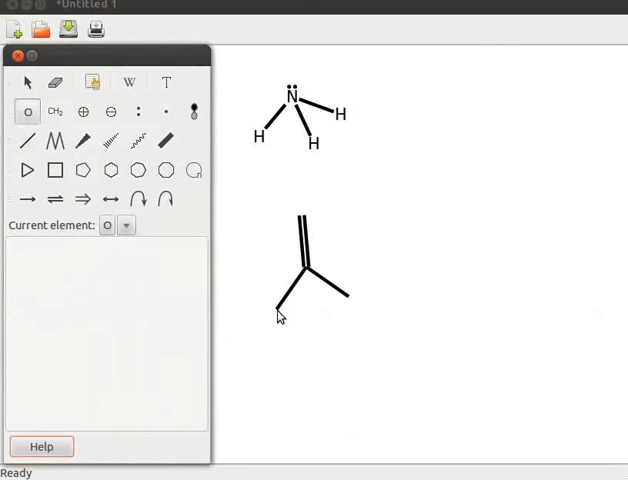 *Untitled 1
W T
O CH₂
n
Current element: O
Help
Ready
N
H
H
H